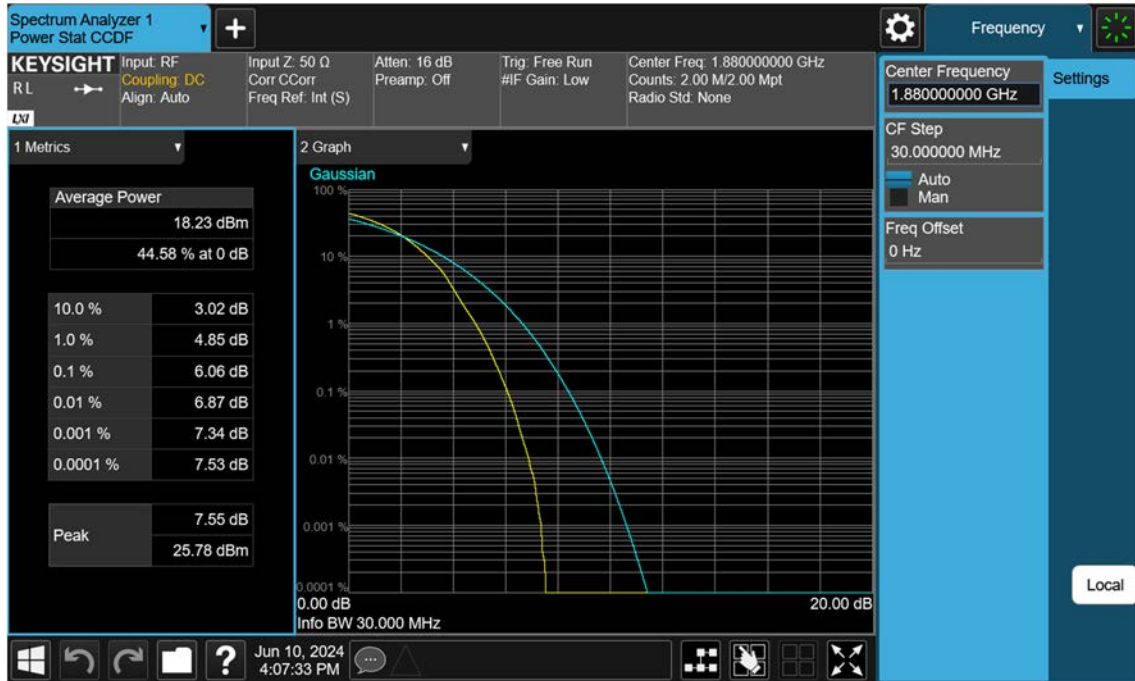 Spectrum Analyzer 1
Power Stat CCDF
Frequency
KEYSIGHT
R L
LXI
Input: RF
Coupling: DC
Align: Auto
Input Z: 50 Ω
Corr CCorr
Freq Ref: Int (S)
Atten: 16 dB
Preamp: Off
Trig: Free Run
#IF Gain: Low
Center Freq: 1.880000000 GHz
Counts: 2.00 M/2.00 Mpt
Radio Std: None
Center Frequency
1.880000000 GHz
Settings
CF Step
30.000000 MHz
Auto
Man
Freq Offset
0 Hz
1 Metrics
Average Power
18.23 dBm
44.58 % at 0 dB
10.0 % 3.02 dB
1.0 % 4.85 dB
0.1 % 6.06 dB
0.01 % 6.87 dB
0.001 % 7.34 dB
0.0001 % 7.53 dB
Peak
7.55 dB
25.78 dBm
2 Graph
Gaussian
100 %
10 %
1 %
0.1 %
0.01 %
0.001 %
0.0001 %
0.00 dB 20.00 dB
Info BW 30.000 MHz
Local
?
Jun 10, 2024
4:07:33 PM